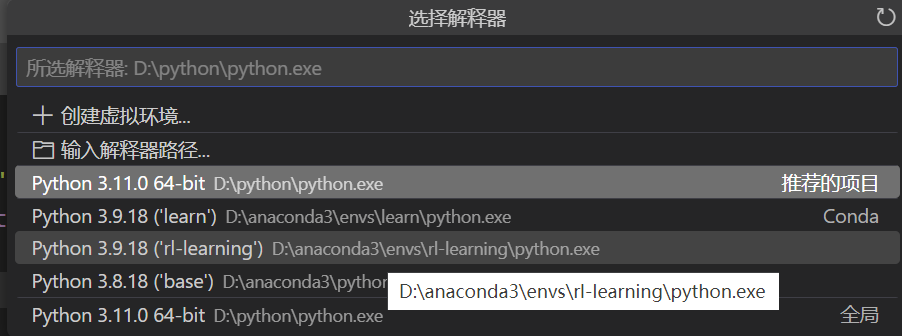 选择解释器
所选解释器: D:\python\python.exe
创建虚拟环境...
输入解释器路径...
Python 3.11.0 64-bit D:\python\python.exe 推荐的项目
Python 3.9.18 ('learn') D:\anaconda3\envs\learn\python.exe Conda
Python 3.9.18 ('rl-learning') D:\anaconda3\envs\rl-learning\python.exe
Python 3.8.18 ('base') D:\anaconda3\python
D:\anaconda3\envs\rl-learning\python.exe
Python 3.11.0 64-bit D:\python\python.exe 全局